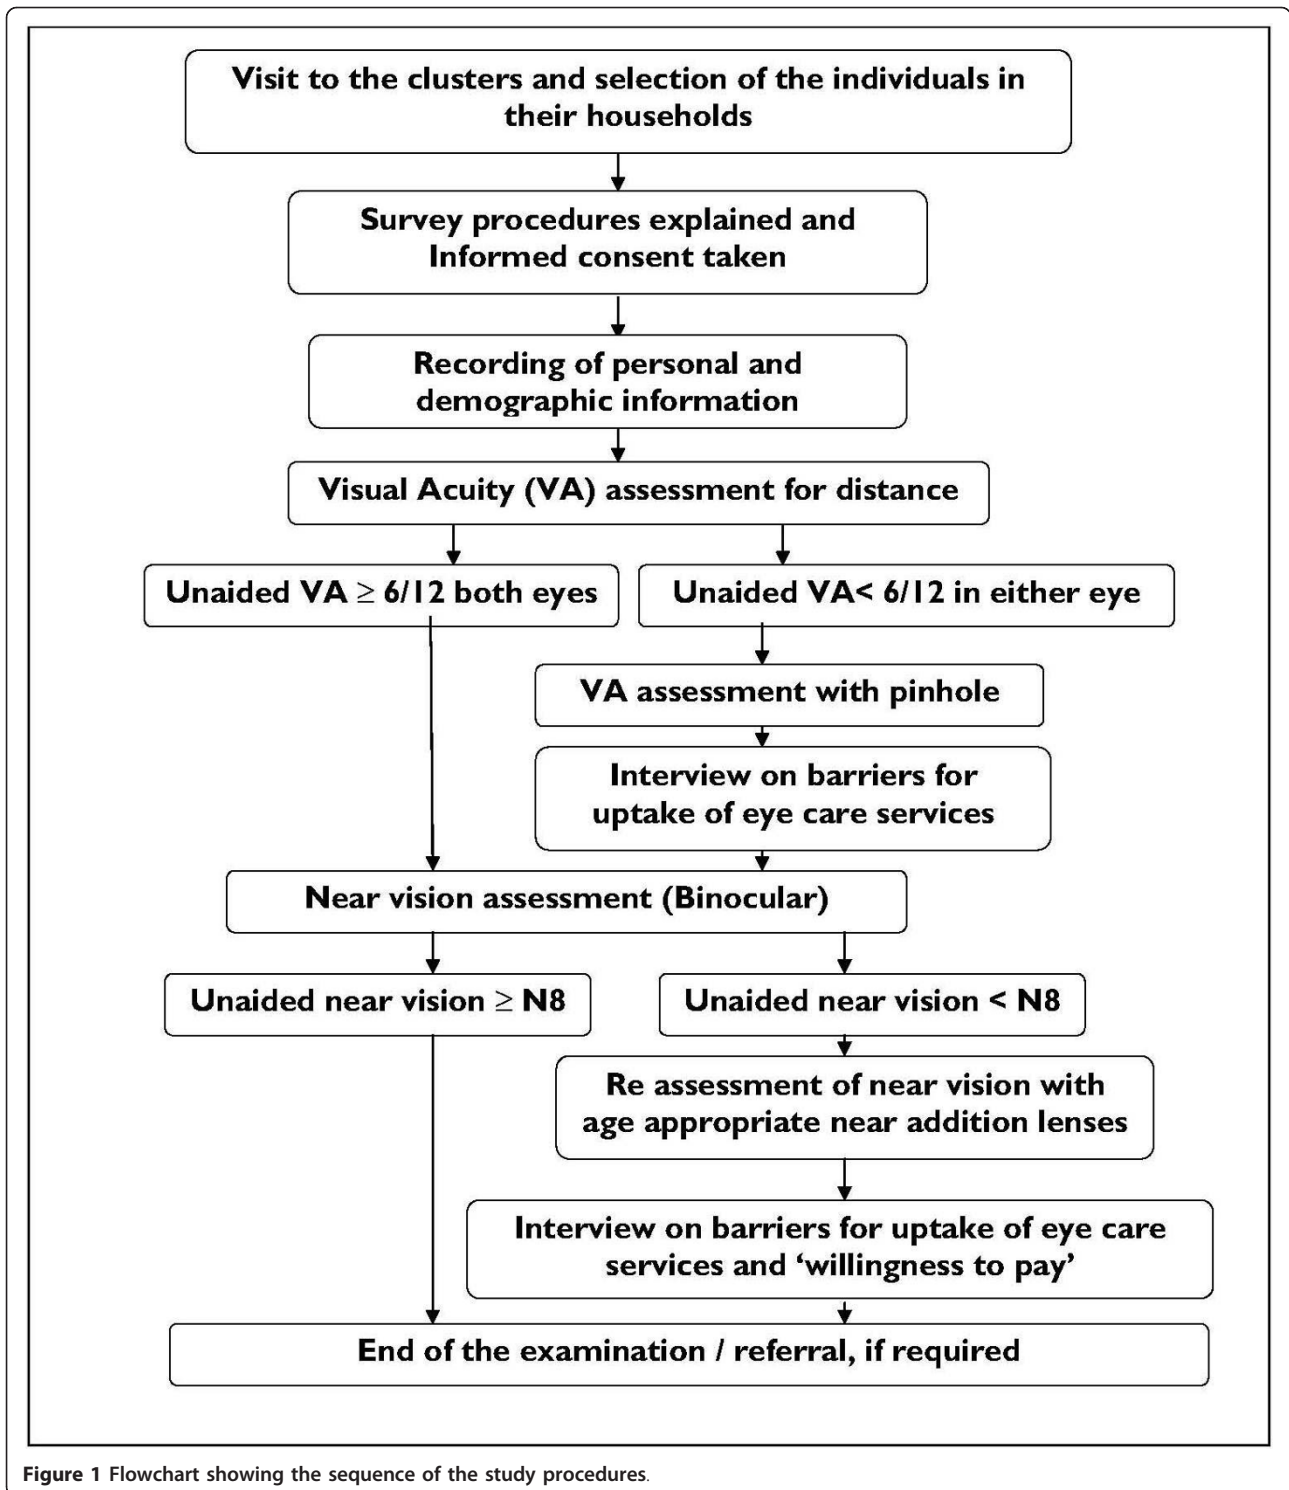 Visit to the clusters and selection of the individuals in
their households
Survey procedures explained and
Informed consent taken
Recording of personal and
demographic information
Visual Acuity (VA) assessment for distance
Unaided VA ≥ 6/12 both eyes
Unaided VA< 6/12 in either eye
VA assessment with pinhole
Interview on barriers for
uptake of eye care services
Near vision assessment (Binocular)
Unaided near vision ≥ N8
Unaided near vision < N8
Re assessment of near vision with
age appropriate near addition lenses
Interview on barriers for uptake of eye care
services and ‘willingness to pay’
End of the examination / referral, if required
Figure 1 Flowchart showing the sequence of the study procedures.